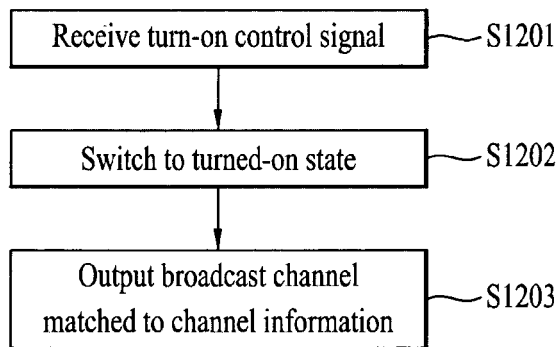 Receive turn-on control signal
S1201
Switch to turned-on state
S1202
Output broadcast channel
matched to channel information
S1203